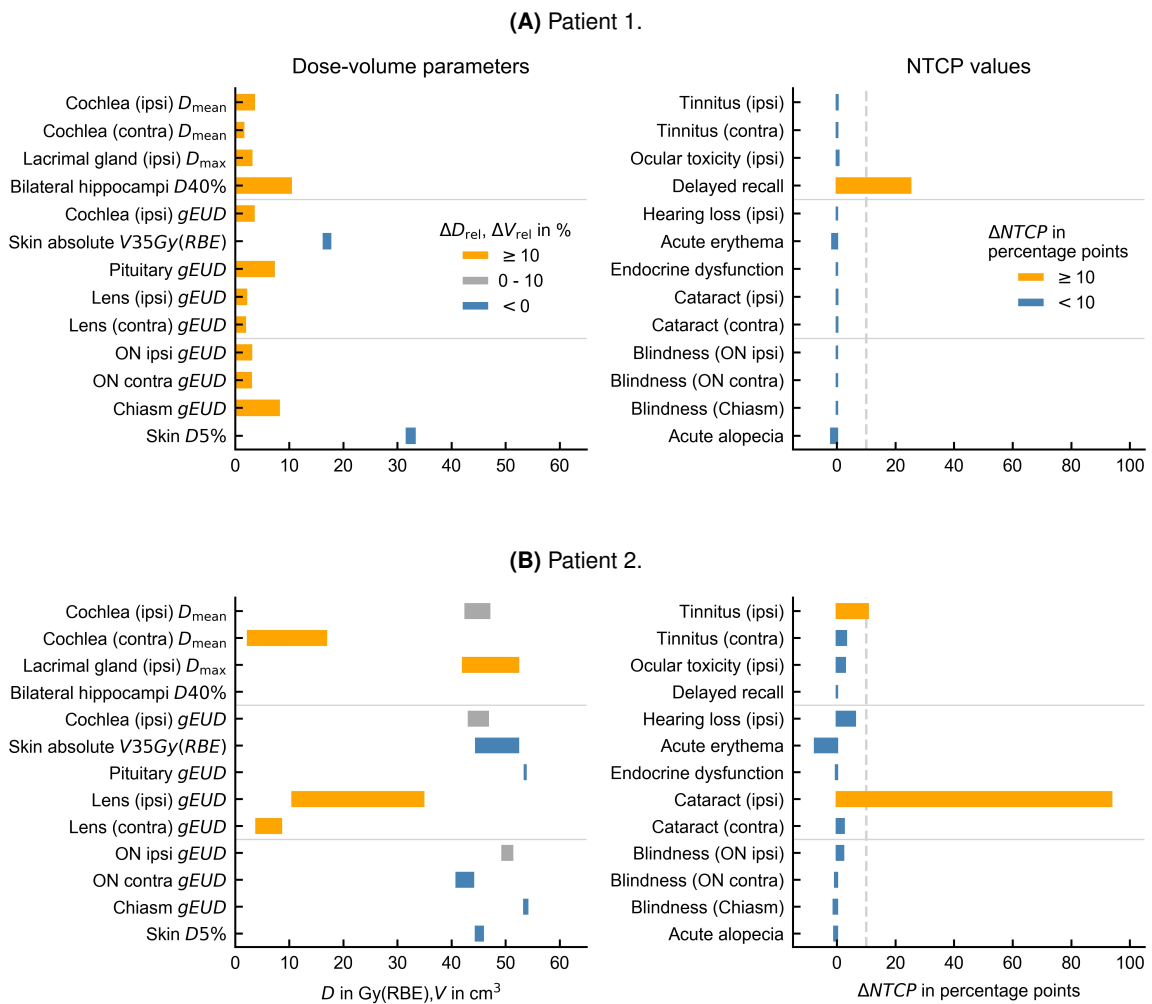 (A) Patient 1.
Dose-volume parameters
Cochlea (ipsi) Dmean
Cochlea (contra) Dmean
Lacrimal gland (ipsi) Dmax
Bilateral hippocampi D40%
Cochlea (ipsi) gEUD
Skin absolute V35Gy(RBE)
Pituitary gEUD
Lens (ipsi) gEUD
Lens (contra) gEUD
ON ipsi gEUD
ON contra gEUD
Chiasm gEUD
Skin D5%
ΔDrel, ΔVrel in %
≥ 10
0 - 10
< 0
0 10 20 30 40 50 60
NTCP values
Tinnitus (ipsi)
Tinnitus (contra)
Ocular toxicity (ipsi)
Delayed recall
Hearing loss (ipsi)
Acute erythema
Endocrine dysfunction
Cataract (ipsi)
Cataract (contra)
Blindness (ON ipsi)
Blindness (ON contra)
Blindness (Chiasm)
Acute alopecia
ΔNTCP in
percentage points
≥ 10
< 10
0 20 40 60 80 100
(B) Patient 2.
Cochlea (ipsi) Dmean
Cochlea (contra) Dmean
Lacrimal gland (ipsi) Dmax
Bilateral hippocampi D40%
Cochlea (ipsi) gEUD
Skin absolute V35Gy(RBE)
Pituitary gEUD
Lens (ipsi) gEUD
Lens (contra) gEUD
ON ipsi gEUD
ON contra gEUD
Chiasm gEUD
Skin D5%
0 10 20 30 40 50 60
D in Gy(RBE),V in cm³
Tinnitus (ipsi)
Tinnitus (contra)
Ocular toxicity (ipsi)
Delayed recall
Hearing loss (ipsi)
Acute erythema
Endocrine dysfunction
Cataract (ipsi)
Cataract (contra)
Blindness (ON ipsi)
Blindness (ON contra)
Blindness (Chiasm)
Acute alopecia
0 20 40 60 80 100
ΔNTCP in percentage points